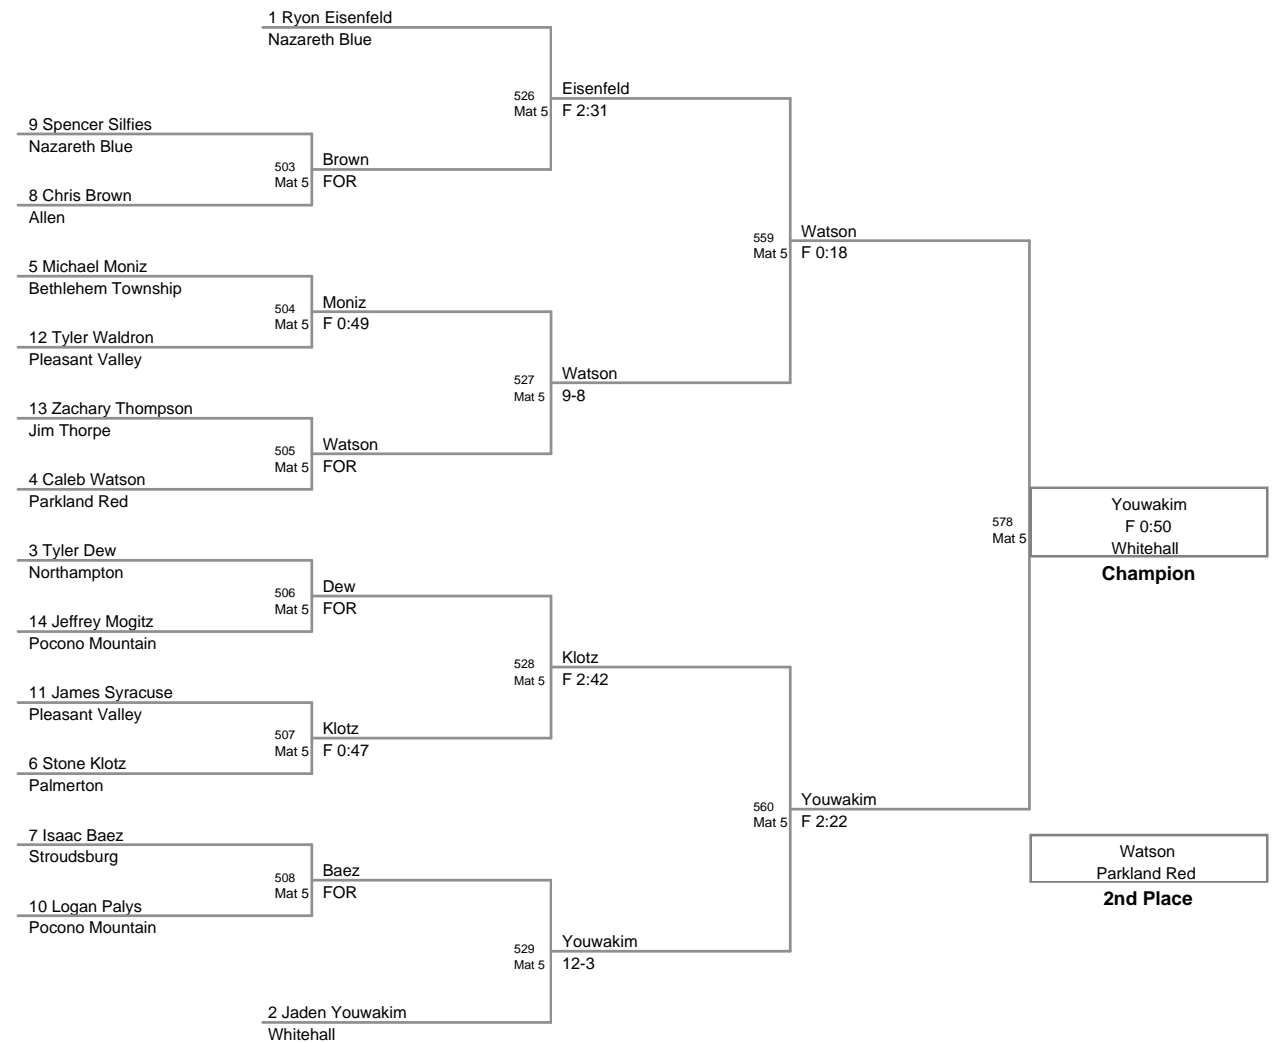 1 Ryon Eisenfeld
Nazareth Blue
526
Mat 5
Eisenfeld
F 2:31
9 Spencer Silfies
Nazareth Blue
503
Mat 5
Brown
FOR
8 Chris Brown
Allen
559
Mat 5
Watson
F 0:18
5 Michael Moniz
Bethlehem Township
504
Mat 5
Moniz
F 0:49
12 Tyler Waldron
Pleasant Valley
527
Mat 5
Watson
9-8
13 Zachary Thompson
Jim Thorpe
505
Mat 5
Watson
FOR
4 Caleb Watson
Parkland Red
578
Mat 5
Youwakim
F 0:50
Whitehall
Champion
3 Tyler Dew
Northampton
506
Mat 5
Dew
FOR
14 Jeffrey Mogitz
Pocono Mountain
528
Mat 5
Klotz
F 2:42
11 James Syracuse
Pleasant Valley
507
Mat 5
Klotz
F 0:47
6 Stone Klotz
Palmerton
560
Mat 5
Youwakim
F 2:22
7 Isaac Baez
Stroudsburg
508
Mat 5
Baez
FOR
Watson
Parkland Red
2nd Place
10 Logan Palys
Pocono Mountain
529
Mat 5
Youwakim
12-3
2 Jaden Youwakim
Whitehall